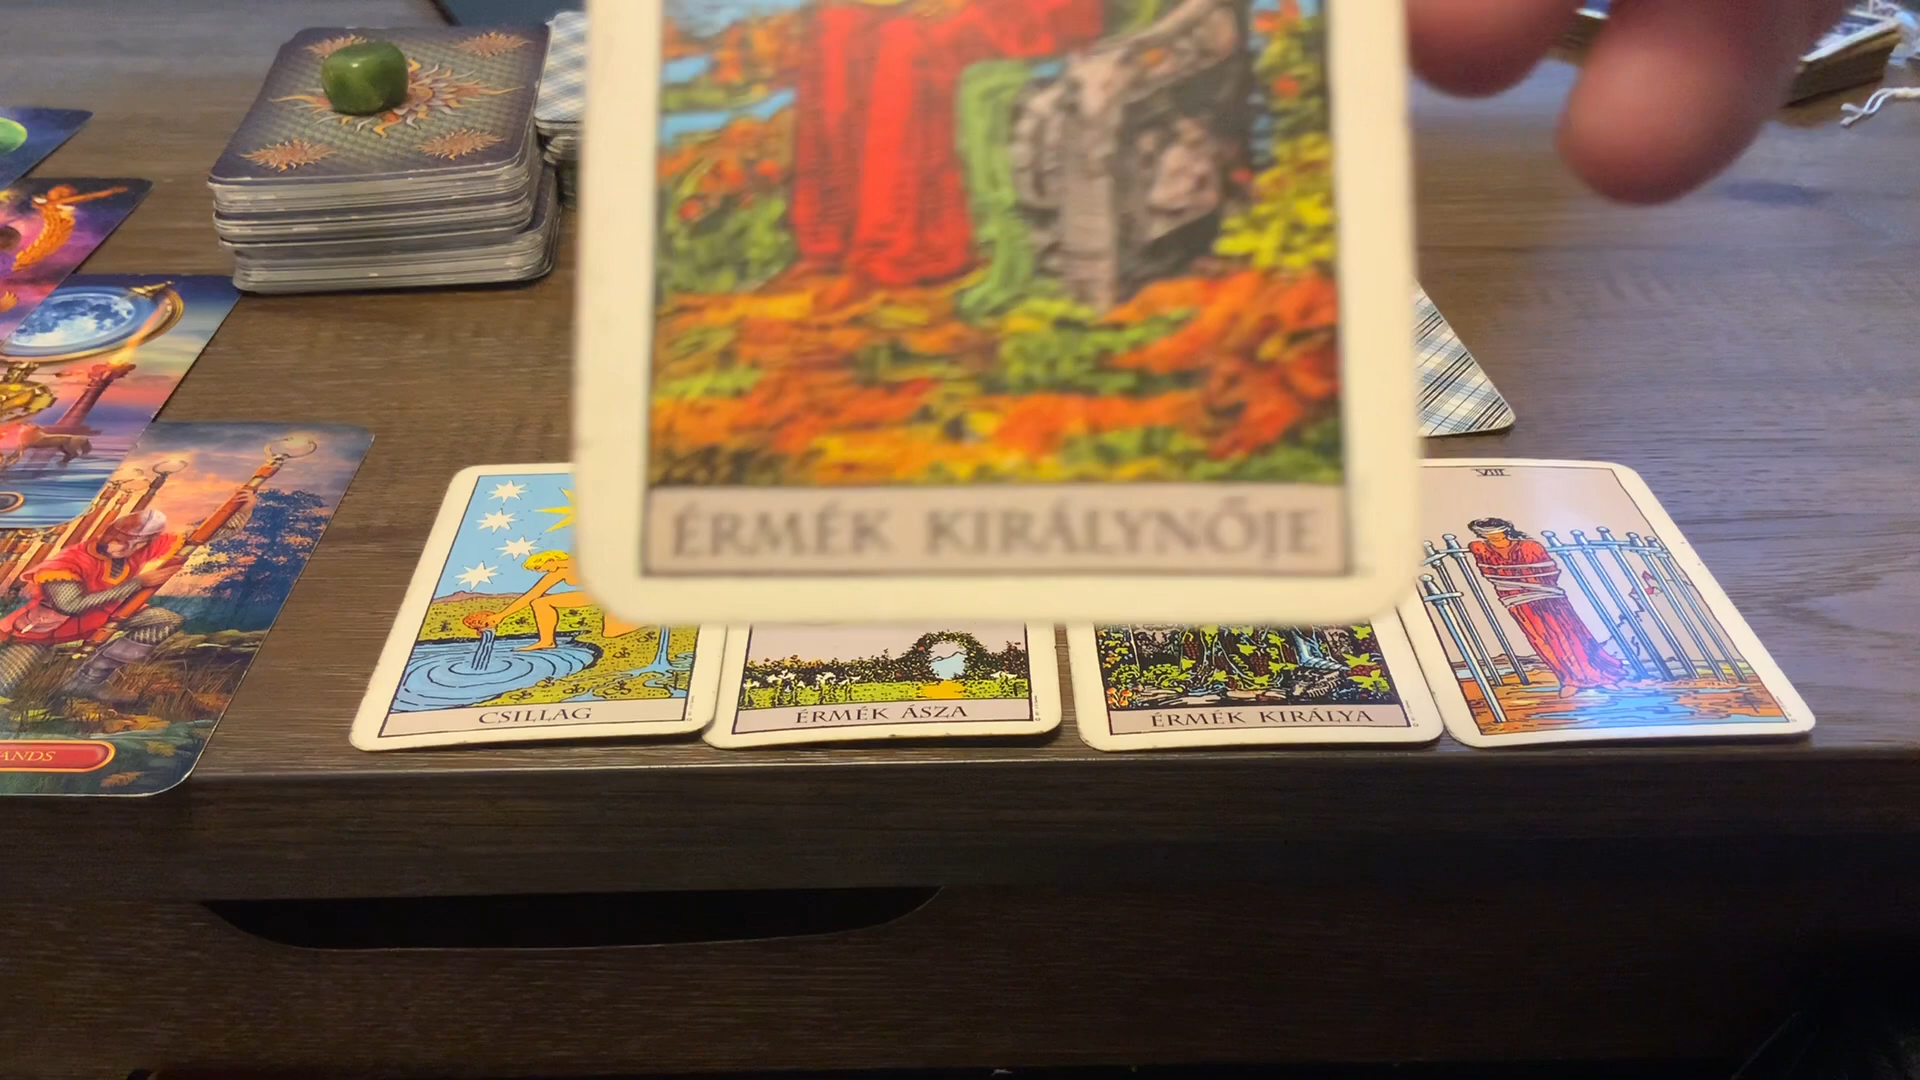 ÉRMÉK KIRÁLYNŐJE
VIII
CSILLAG
ÉRMÉK ÁSZA
ÉRMÉK KIRÁLYA
ANDS